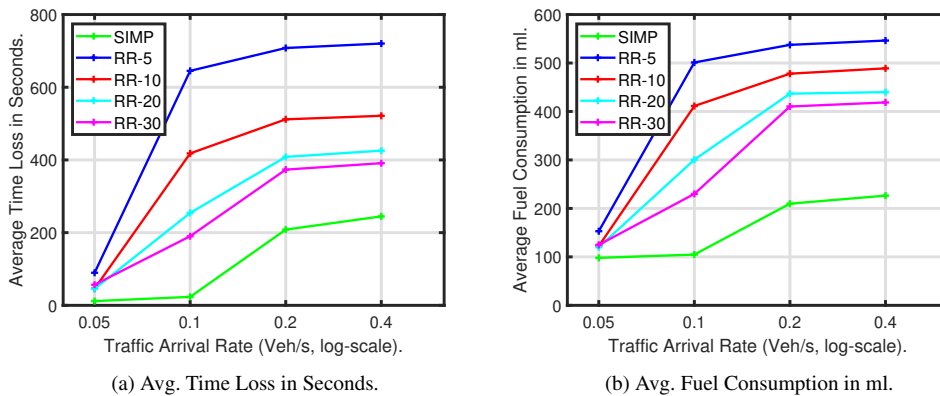 800
600
400
200
0
Average Time Loss in Seconds.
SIMP
RR-5
RR-10
RR-20
RR-30
0.05 0.1 0.2 0.4
Traffic Arrival Rate (Veh/s, log-scale).
(a) Avg. Time Loss in Seconds.
600
500
400
300
200
100
0
Average Fuel Consumption in ml.
SIMP
RR-5
RR-10
RR-20
RR-30
0.05 0.1 0.2 0.4
Traffic Arrival Rate (Veh/s, log-scale).
(b) Avg. Fuel Consumption in ml.